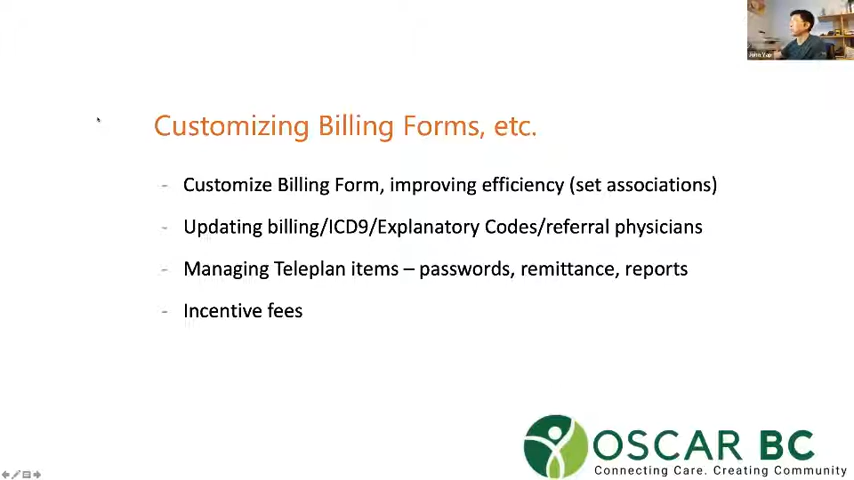 Customizing Billing Forms, etc.
- Customize Billing Form, improving efficiency (set associations)
- Updating billing/ICD9/Explanatory Codes/referral physicians
- Managing Teleplan items – passwords, remittance, reports
- Incentive fees
OSCAR BC
Connecting Care. Creating Community